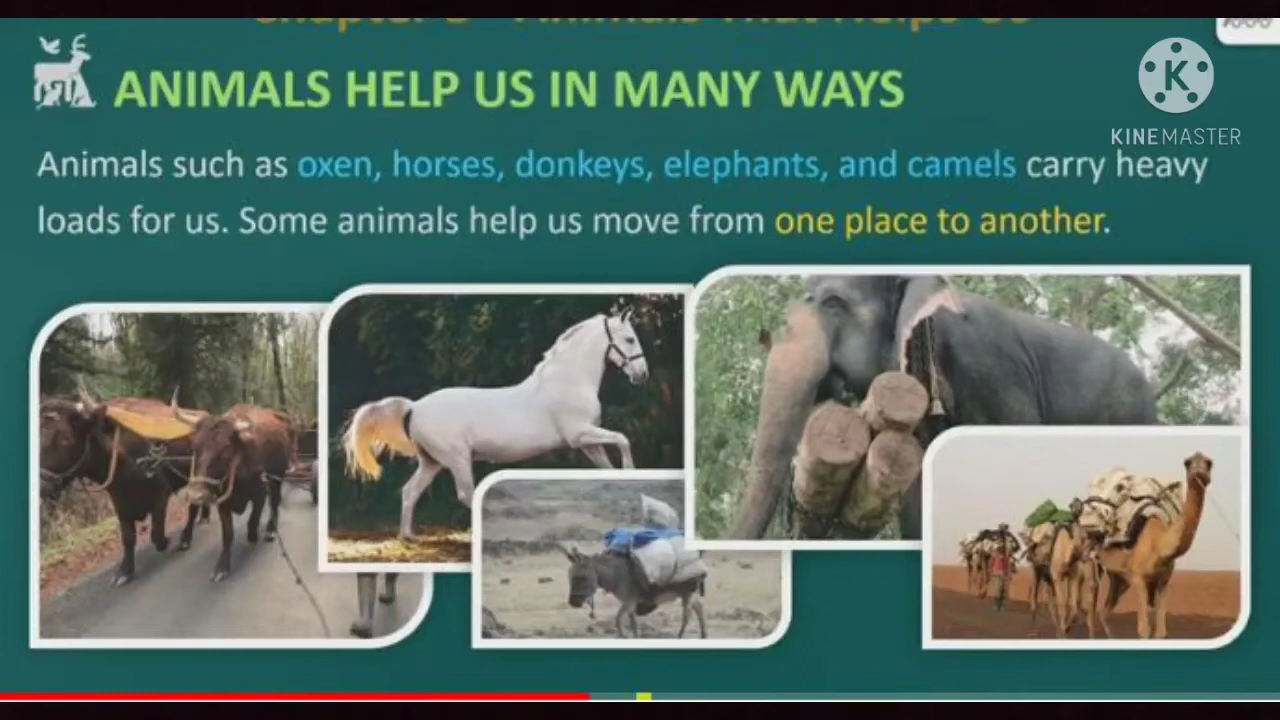 ANIMALS HELP US IN MANY WAYS
K
KINEMASTER
Animals such as oxen, horses, donkeys, elephants, and camels carry heavy
loads for us. Some animals help us move from one place to another.